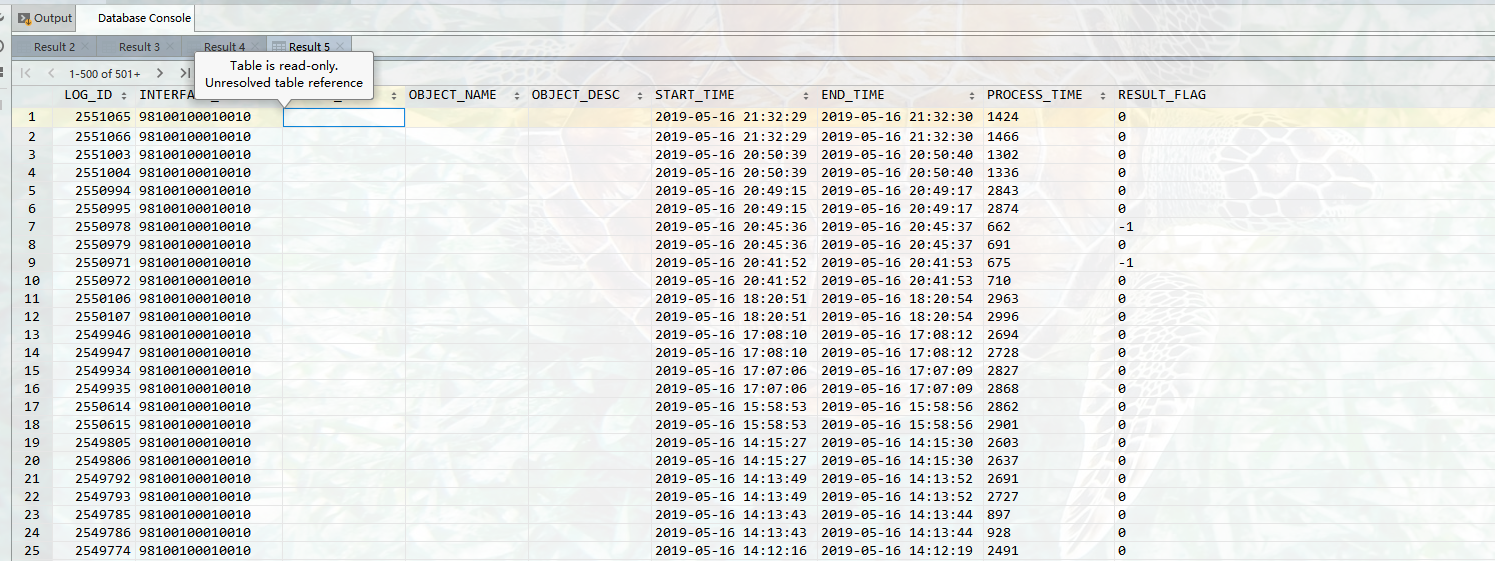 Output Database Console
Result 2 Result 3 Result 4 Result 5
Table is read-only.
Unresolved table reference
1-500 of 501+
LOG_ID OBJECT_NAME OBJECT_DESC START_TIME END_TIME PROCESS_TIME RESULT_FLAG
1 2551065 98100100010010 2019-05-16 21:32:29 2019-05-16 21:32:30 1424 0
2 2551066 98100100010010 2019-05-16 21:32:29 2019-05-16 21:32:30 1466 0
3 2551003 98100100010010 2019-05-16 20:50:39 2019-05-16 20:50:40 1302 0
4 2551004 98100100010010 2019-05-16 20:50:39 2019-05-16 20:50:40 1336 0
5 2550994 98100100010010 2019-05-16 20:49:15 2019-05-16 20:49:17 2843 0
6 2550995 98100100010010 2019-05-16 20:49:15 2019-05-16 20:49:17 2874 0
7 2550978 98100100010010 2019-05-16 20:45:36 2019-05-16 20:45:37 662 -1
8 2550979 98100100010010 2019-05-16 20:45:36 2019-05-16 20:45:37 691 0
9 2550971 98100100010010 2019-05-16 20:41:52 2019-05-16 20:41:53 675 -1
10 2550972 98100100010010 2019-05-16 20:41:52 2019-05-16 20:41:53 710 0
11 2550106 98100100010010 2019-05-16 18:20:51 2019-05-16 18:20:54 2963 0
12 2550107 98100100010010 2019-05-16 18:20:51 2019-05-16 18:20:54 2996 0
13 2549946 98100100010010 2019-05-16 17:08:10 2019-05-16 17:08:12 2694 0
14 2549947 98100100010010 2019-05-16 17:08:10 2019-05-16 17:08:12 2728 0
15 2549934 98100100010010 2019-05-16 17:07:06 2019-05-16 17:07:09 2827 0
16 2549935 98100100010010 2019-05-16 17:07:06 2019-05-16 17:07:09 2868 0
17 2550614 98100100010010 2019-05-16 15:58:53 2019-05-16 15:58:56 2862 0
18 2550615 98100100010010 2019-05-16 15:58:53 2019-05-16 15:58:56 2901 0
19 2549805 98100100010010 2019-05-16 14:15:27 2019-05-16 14:15:30 2603 0
20 2549806 98100100010010 2019-05-16 14:15:27 2019-05-16 14:15:30 2637 0
21 2549792 98100100010010 2019-05-16 14:13:49 2019-05-16 14:13:52 2691 0
22 2549793 98100100010010 2019-05-16 14:13:49 2019-05-16 14:13:52 2727 0
23 2549785 98100100010010 2019-05-16 14:13:43 2019-05-16 14:13:44 897 0
24 2549786 98100100010010 2019-05-16 14:13:43 2019-05-16 14:13:44 928 0
25 2549774 98100100010010 2019-05-16 14:12:16 2019-05-16 14:12:19 2491 0